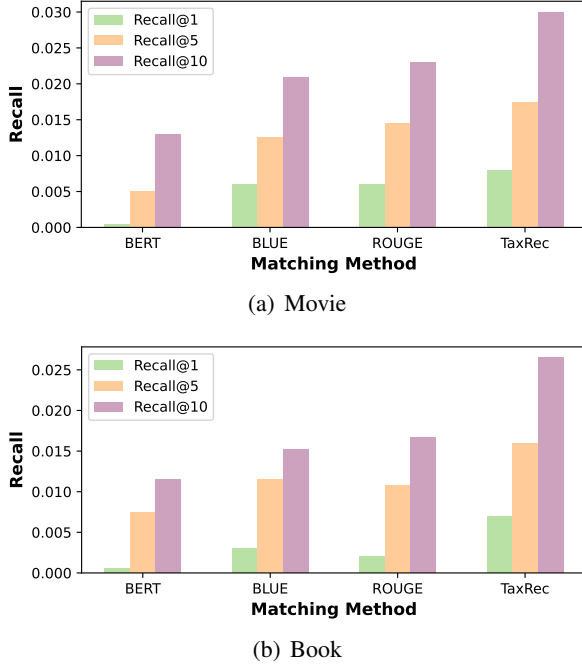 0.030
0.025
0.020
0.015
0.010
0.005
0.000
Recall
Recall@1
Recall@5
Recall@10
BERT BLUE ROUGE TaxRec
Matching Method
(a) Movie
0.025
0.020
0.015
0.010
0.005
0.000
Recall
Recall@1
Recall@5
Recall@10
BERT BLUE ROUGE TaxRec
Matching Method
(b) Book